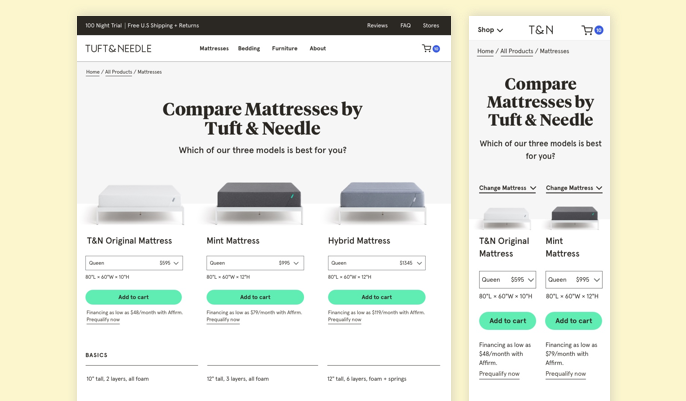 100 Night Trial | Free U.S Shipping + Returns
Reviews FAQ Stores
TUFT&NEEDLE
Mattresses Bedding Furniture About
10
Home / All Products / Mattresses
Compare Mattresses by
Tuft & Needle
Which of our three models is best for you?
T&N Original Mattress Mint Mattress Hybrid Mattress
Queen $595 Queen $995 Queen $1345
80"L × 60"W × 10"H 80"L × 60"W × 12"H 80"L × 60"W × 12"H
Add to cart Add to cart Add to cart
Financing as low as $48/month with Affirm. Financing as low as $79/month with Affirm. Financing as low as $119/month with Affirm.
Prequalify now Prequalify now Prequalify now
BASICS
10" tall, 2 layers, all foam 12" tall, 3 layers, all foam 12" tall, 6 layers, foam + springs
Shop T&N 10
Home / All Products / Mattresses
Compare
Mattresses by
Tuft & Needle
Which of our three models is best
for you?
Change Mattress Change Mattress
T&N Original Mint
Mattress Mattress
Queen $595 Queen $995
80"L × 60"W × 10"H 80"L × 60"W × 12"H
Add to cart Add to cart
Financing as low as Financing as low as
$48/month with $79/month with
Affirm. Affirm.
Prequalify now Prequalify now